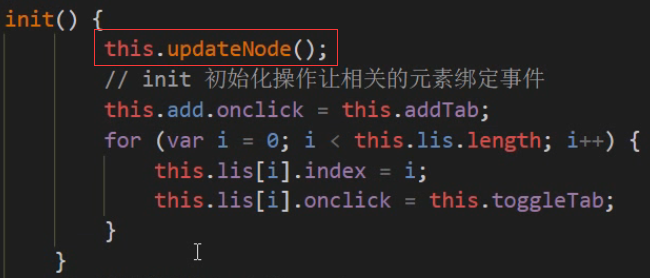 init() {
this.updateNode();
// init 初始化操作让相关的元素绑定事件
this.add.onclick = this.addTab;
for (var i = 0; i < this.lis.length; i++) {
this.lis[i].index = i;
this.lis[i].onclick = this.toggleTab;
}
}